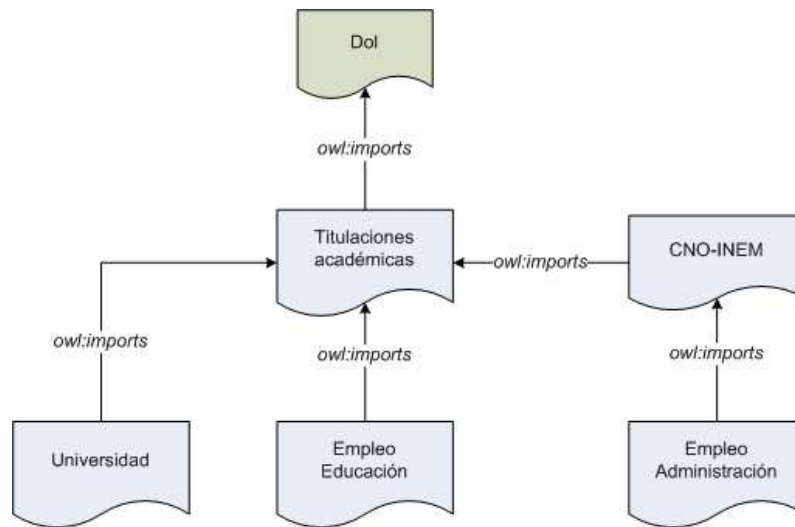 DoI
owl:imports
Titulaciones
académicas
owl:imports
CNO-INEM
owl:imports
owl:imports
owl:imports
Universidad
Empleo
Educación
Empleo
Administración